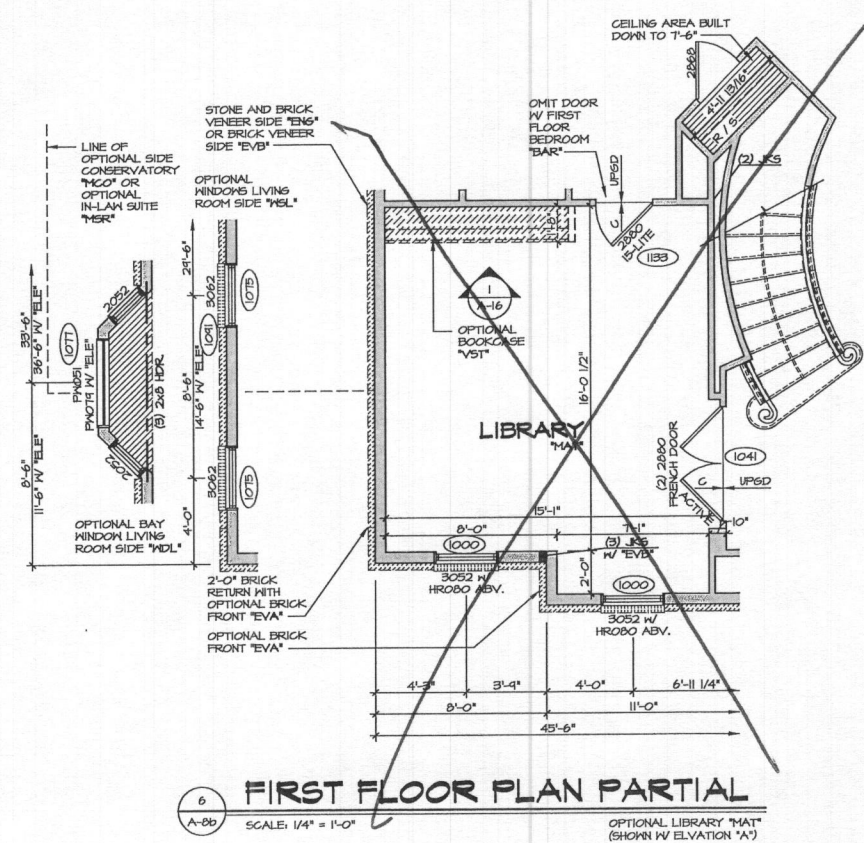 CEILING AREA BUILT
DOWN TO 7'-6"
2868
4'-11 13/16"
(2) JKS
STONE AND BRICK
VENEER SIDE "ENS"
OR BRICK VENEER
SIDE "EVB"
OMIT DOOR
W/ FIRST
FLOOR
BEDROOM
"BAR"
UPGD
C
2880
15-LITE
1133
LINE OF
OPTIONAL SIDE
CONSERVATORY
"MCO" OR
OPTIONAL
IN-LAW SUITE
"MSR"
OPTIONAL
WINDOWS LIVING
ROOM SIDE "WSL"
29'-6"
3062
1075
1091
8'-6"
14'-6" W/ "ELE"
3062
1075
4'-0"
33'-6"
36'-6" W/ "ELE"
1077
PW051
PW079 W/ "ELE"
2052
(3) 2x8 HDR
2052
8'-6"
11'-6" W/ "ELE"
OPTIONAL BAY
WINDOW LIVING
ROOM SIDE "WDL"
1'-8"
1
A-16
OPTIONAL
BOOKCASE
"VST"
16'-0 1/2"
LIBRARY
(2) 2880
FRENCH DOOR
1041
C
UPGD
ACTIVE
15'-1"
8'-0"
7'-1"
10"
1000
(3) JKS
W/ "EVB"
3052 W/
HR080 ABV.
2'-0"
1000
3052 W/
HR080 ABV.
2'-0" BRICK
RETURN WITH
OPTIONAL BRICK
FRONT "EVA"
OPTIONAL BRICK
FRONT "EVA"
4'-3"
3'-9"
4'-0"
6'-11 1/4"
8'-0"
11'-0"
45'-6"
6
A-8b
FIRST FLOOR PLAN PARTIAL
SCALE: 1/4" = 1'-0"
OPTIONAL LIBRARY "MAT"
(SHOWN W/ ELVATION "A")